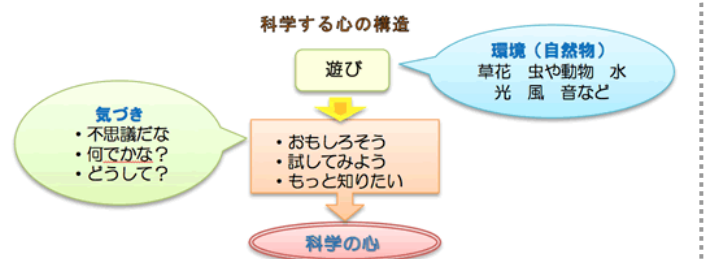 科学する心の構造
遊び
環境（自然物）
草花　虫や動物　水
光　風　音など
気づき
・不思議だな
・何でかな？
・どうして？
・おもしろそう
・試してみよう
・もっと知りたい
科学の心